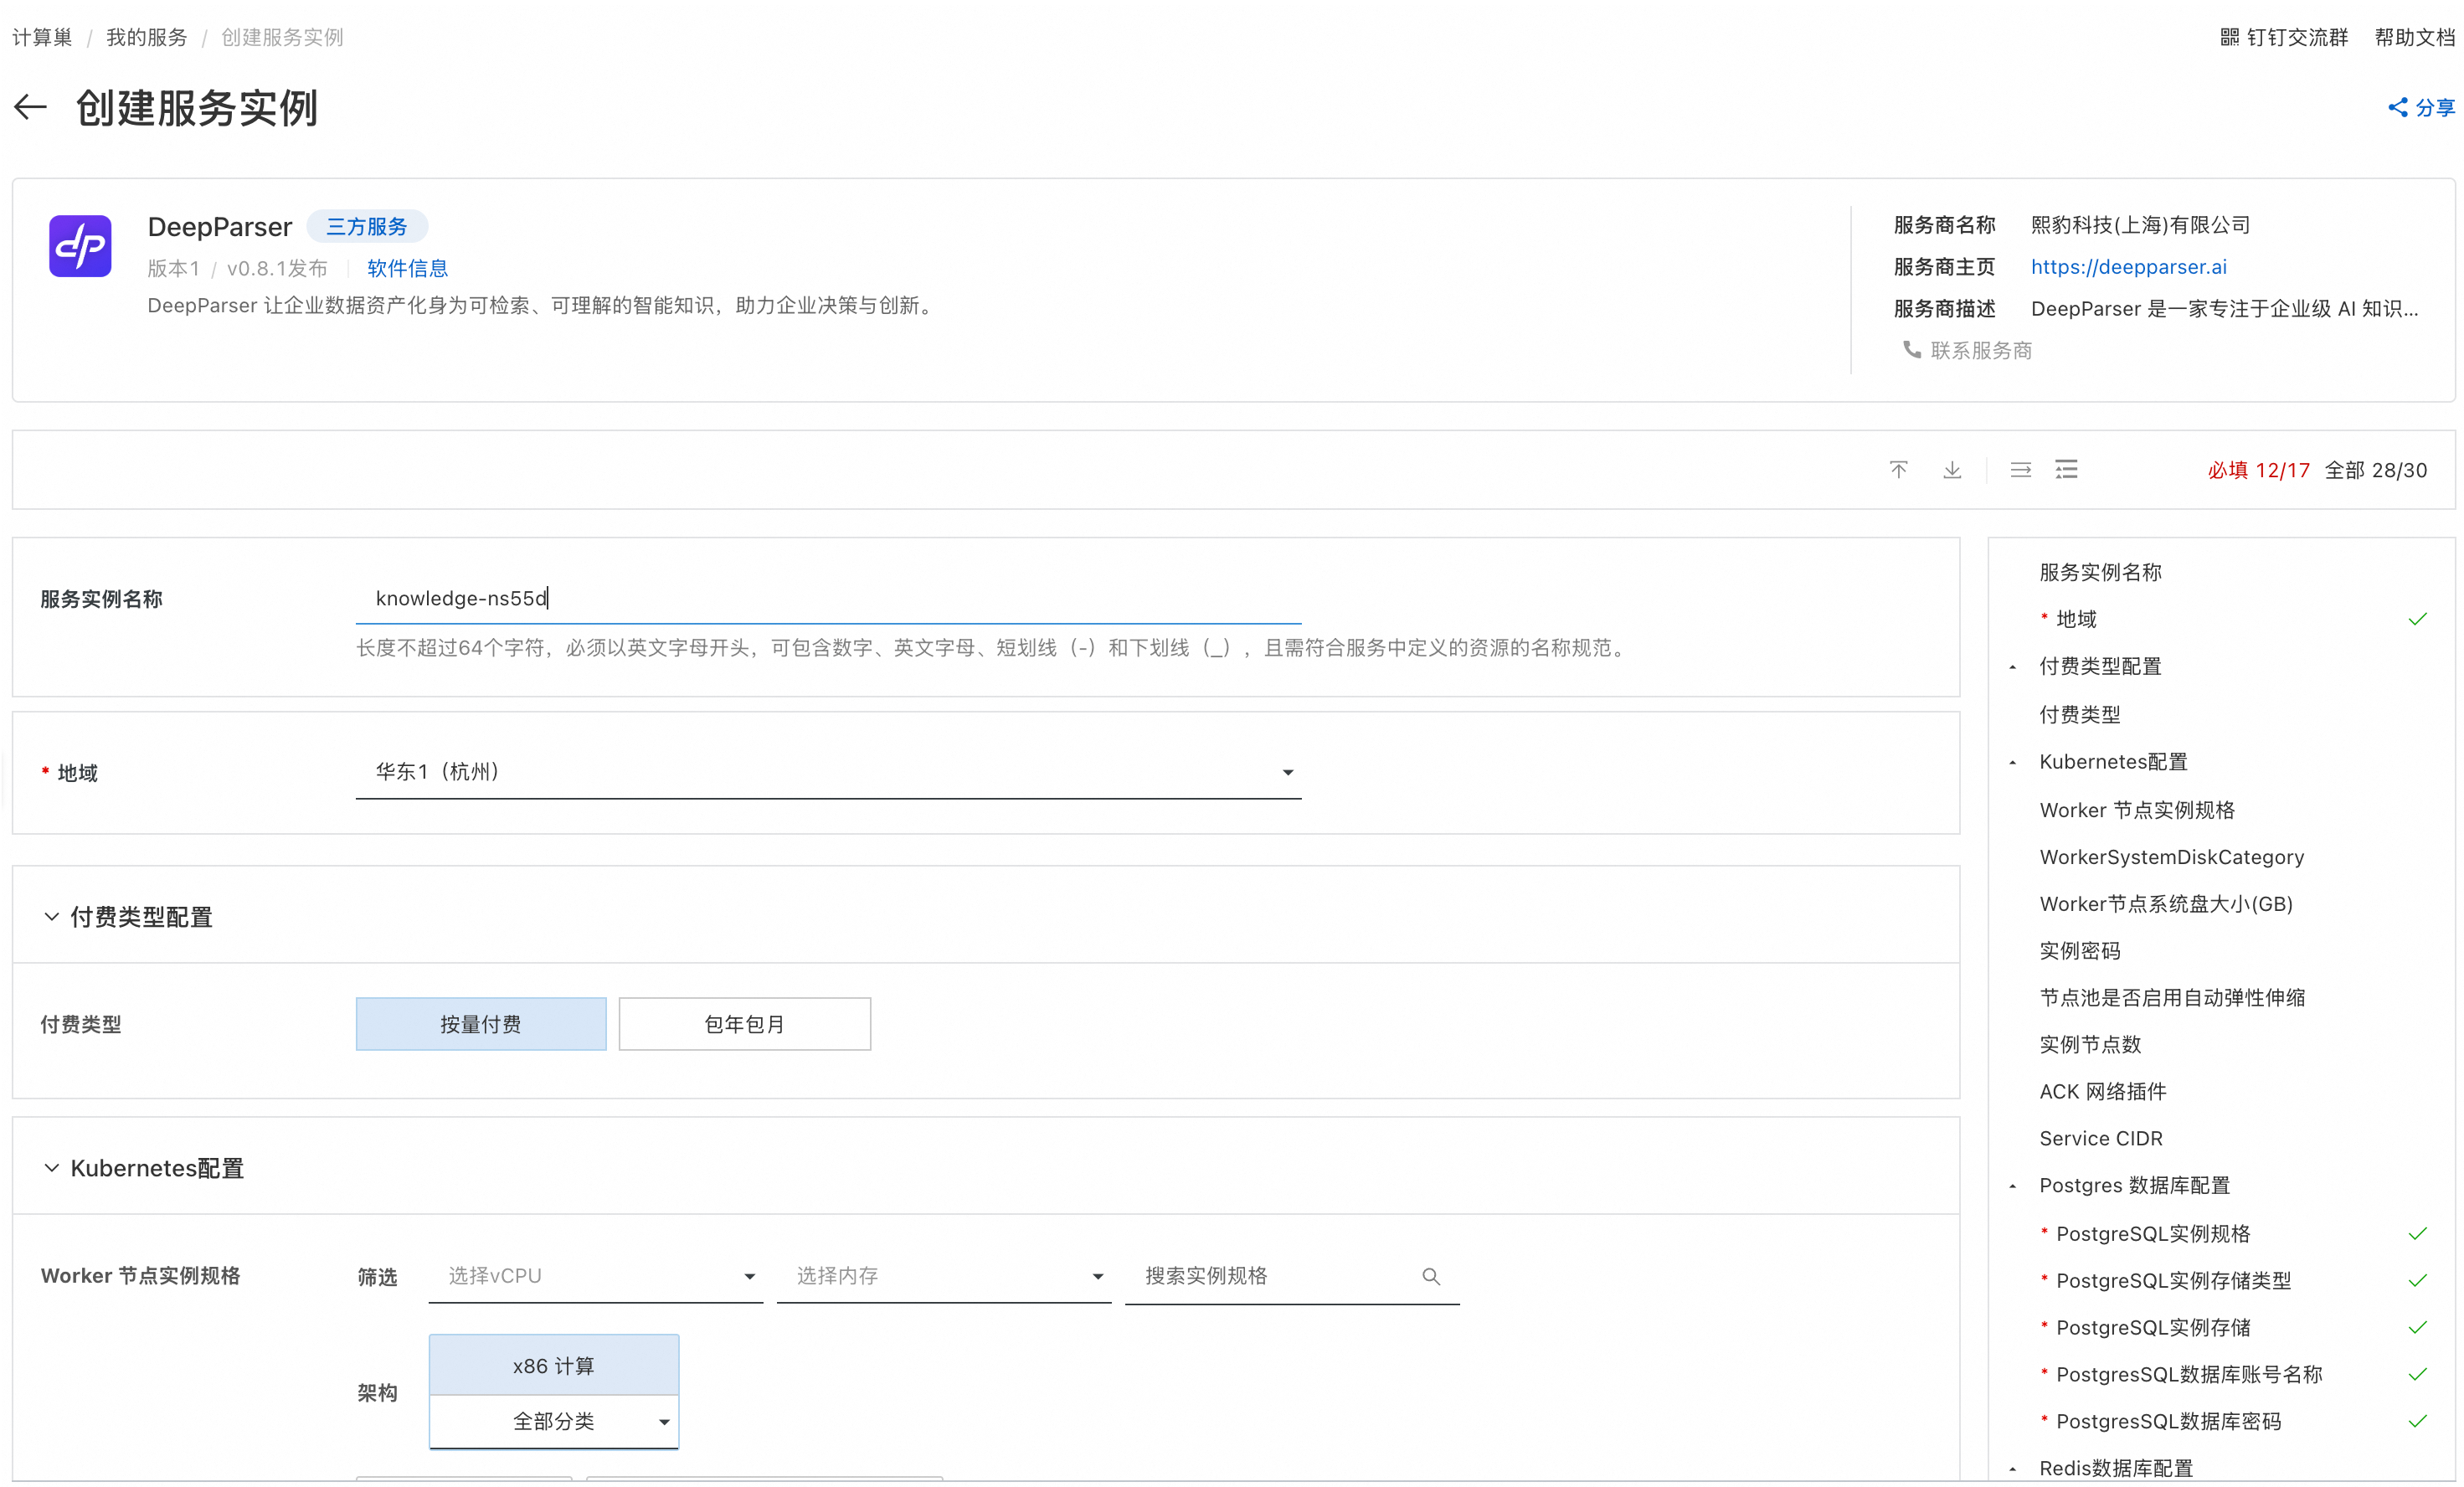 计算巢 / 我的服务 / 创建服务实例
钉钉交流群 帮助文档
创建服务实例
分享
dp
DeepParser 三方服务
版本1 / v0.8.1发布 软件信息
DeepParser 让企业数据资产化身为可检索、可理解的智能知识，助力企业决策与创新。
服务商名称 熙豹科技(上海)有限公司
服务商主页 https://deepparser.ai
服务商描述 DeepParser 是一家专注于企业级 AI 知识...
联系服务商
必填 12/17 全部 28/30
服务实例名称 knowledge-ns55d
长度不超过64个字符，必须以英文字母开头，可包含数字、英文字母、短划线（-）和下划线（_），且需符合服务中定义的资源的名称规范。
* 地域 华东1（杭州）
付费类型配置
付费类型 按量付费 包年包月
Kubernetes配置
Worker 节点实例规格 筛选 选择vCPU 选择内存 搜索实例规格
架构 x86 计算
全部分类
服务实例名称
* 地域
付费类型配置
付费类型
Kubernetes配置
Worker 节点实例规格
WorkerSystemDiskCategory
Worker节点系统盘大小(GB)
实例密码
节点池是否启用自动弹性伸缩
实例节点数
ACK 网络插件
Service CIDR
Postgres 数据库配置
* PostgreSQL实例规格
* PostgreSQL实例存储类型
* PostgreSQL实例存储
* PostgresSQL数据库账号名称
* PostgresSQL数据库密码
Redis数据库配置